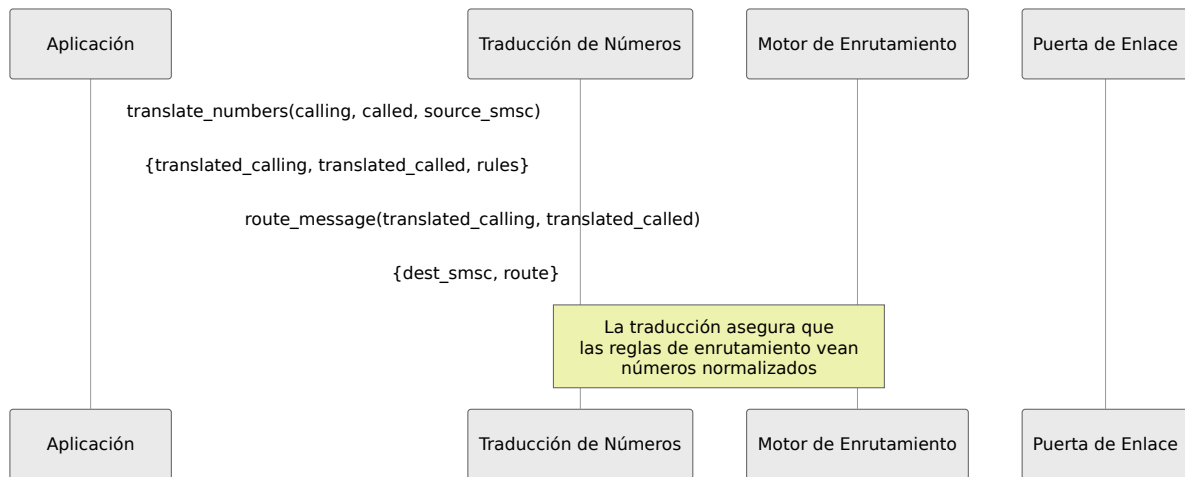 Aplicación
Traducción de Números
Motor de Enrutamiento
Puerta de Enlace
translate_numbers(calling, called, source_smsc)
{translated_calling, translated_called, rules}
route_message(translated_calling, translated_called)
{dest_smsc, route}
La traducción asegura que
las reglas de enrutamiento vean
números normalizados
Aplicación
Traducción de Números
Motor de Enrutamiento
Puerta de Enlace